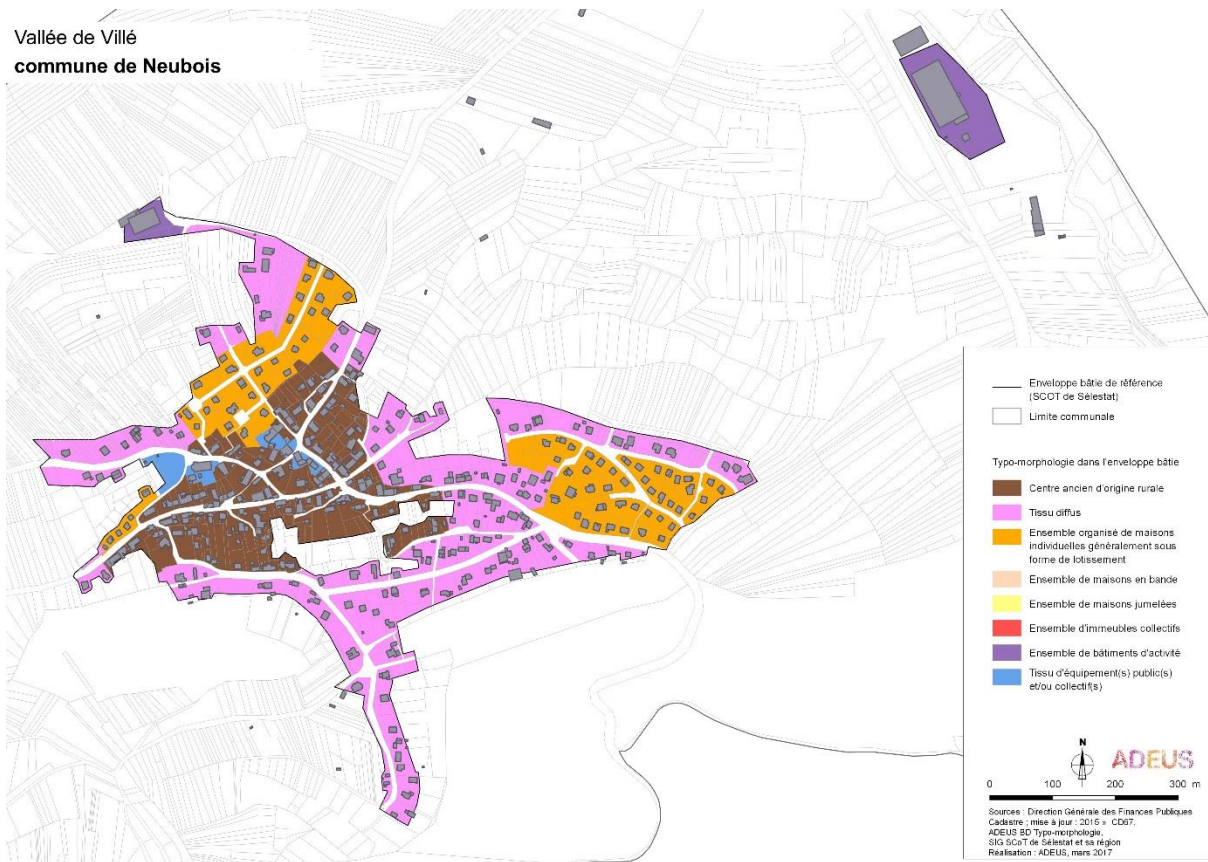 Vallée de Villé
commune de Neubois
Enveloppe bâtie de référence
(SCOT de Sélestat)
Limite communale
Typo-morphologie dans l'enveloppe bâtie
Centre ancien d'origine rurale
Tissu diffus
Ensemble organisé de maisons
individuelles généralement sous
forme de lotissement
Ensemble de maisons en bande
Ensemble de maisons jumelées
Ensemble d'immeubles collectifs
Ensemble de bâtiments d'activité
Tissu d'équipement(s) public(s)
et/ou collectif(s)
N
ADEUS
0 100 200 300 m
Sources : Direction Générale des Finances Publiques
Cadastre ; mise à jour : 2015 » CD67,
ADEUS BD Typo-morphologie,
SIG SCoT de Sélestat et sa région
Réalisation : ADEUS, mars 2017